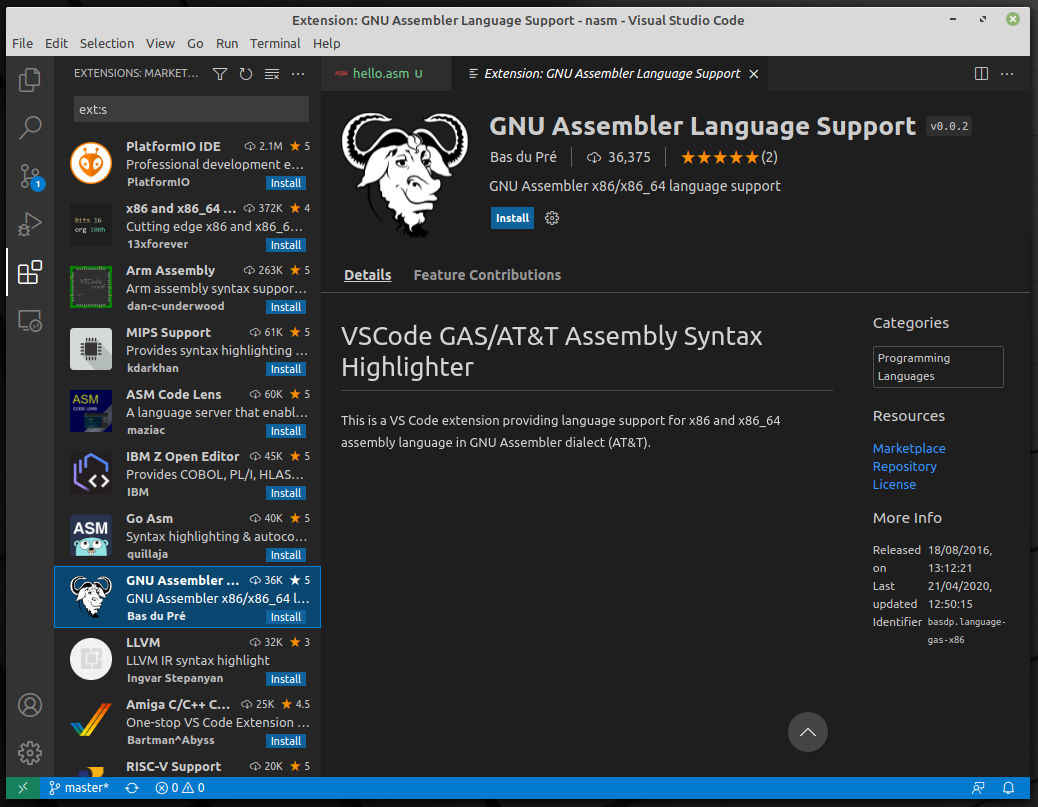 Extension: GNU Assembler Language Support - nasm - Visual Studio Code
File Edit Selection View Go Run Terminal Help
EXTENSIONS: MARKET...
ext:s
PlatformIO IDE 2.1M 5
Professional development e...
PlatformIO Install
bits 16
org 100h
x86 and x86_64 ... 372K 4
Cutting edge x86 and x86_6...
13xforever Install
VSCode
Arm Assembly 263K 5
Arm assembly syntax suppor...
dan-c-underwood Install
MIPS Support 61K 5
Provides syntax highlighting ...
kdarkhan Install
ASM
CODE LENS
ASM Code Lens 60K 5
A language server that enabl...
maziac Install
IBM Z Open Editor 45K 5
Provides COBOL, PL/I, HLAS...
IBM Install
ASM
Go Asm 40K 5
Syntax highlighting & autoco...
quillaja Install
GNU Assembler ... 36K 5
GNU Assembler x86/x86_64 l...
Bas du Pré Install
LLVM 32K 3
LLVM IR syntax highlight
Ingvar Stepanyan Install
Amiga C/C++ C... 25K 4.5
One-stop VS Code Extension ...
Bartman^Abyss Install
RISC-V Support 20K 5
ASM hello.asm U
Extension: GNU Assembler Language Support
GNU Assembler Language Support v0.0.2
Bas du Pré 36,375 (2)
GNU Assembler x86/x86_64 language support
Install
Details Feature Contributions
VSCode GAS/AT&T Assembly Syntax
Highlighter
This is a VS Code extension providing language support for x86 and x86_64
assembly language in GNU Assembler dialect (AT&T).
Categories
Programming
Languages
Resources
Marketplace
Repository
License
More Info
Released 18/08/2016,
on 13:12:21
Last 21/04/2020,
updated 12:50:15
Identifier basdp.language-
gas-x86
1
master* 0 0